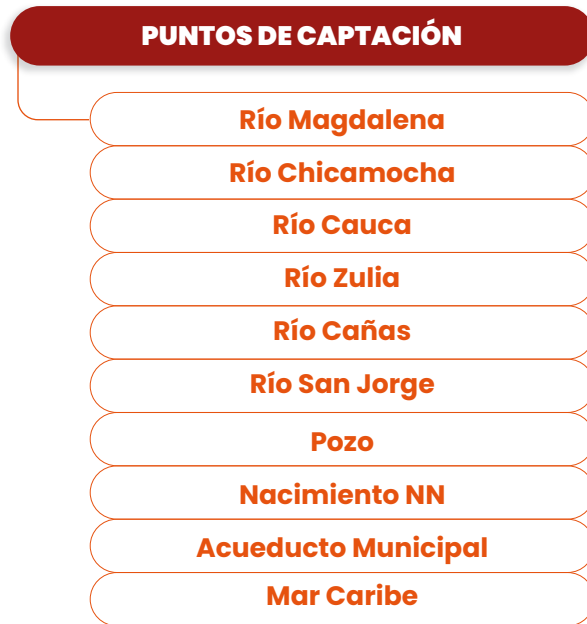 PUNTOS DE CAPTACIÓN
Río Magdalena
Río Chicamocha
Río Cauca
Río Zulia
Río Cañas
Río San Jorge
Pozo
Nacimiento NN
Acueducto Municipal
Mar Caribe